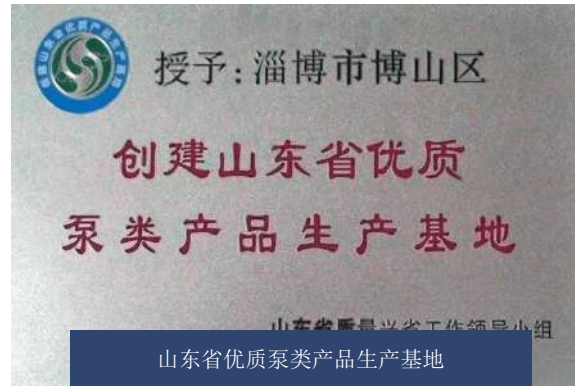 授予:淄博市博山区
创建山东省优质
泵类产品生产基地
山东省质量兴省工作领导小组
山东省优质泵类产品生产基地